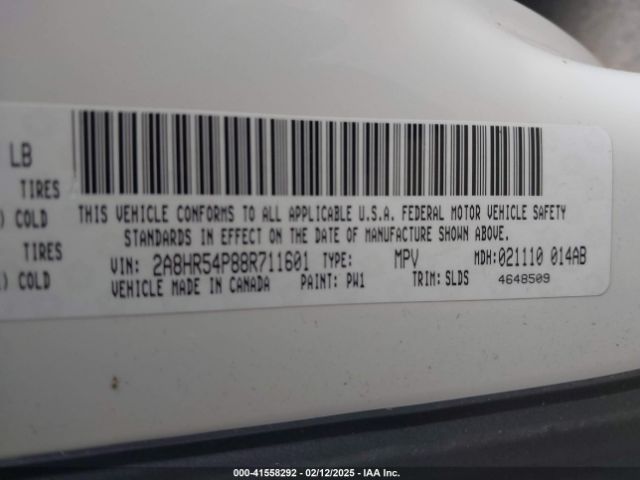 LB
TIRES
) COLD
TIRES
) COLD
THIS VEHICLE CONFORMS TO ALL APPLICABLE U.S.A. FEDERAL MOTOR VEHICLE SAFETY
STANDARDS IN EFFECT ON THE DATE OF MANUFACTURE SHOWN ABOVE.
VIN: 2A8HR54P88R711601 TYPE: MPV MDH:021110 014AB
VEHICLE MADE IN CANADA PAINT: PW1 TRIM: SLDS 4648509
000-41558292 - 02/12/2025 - IAA Inc.